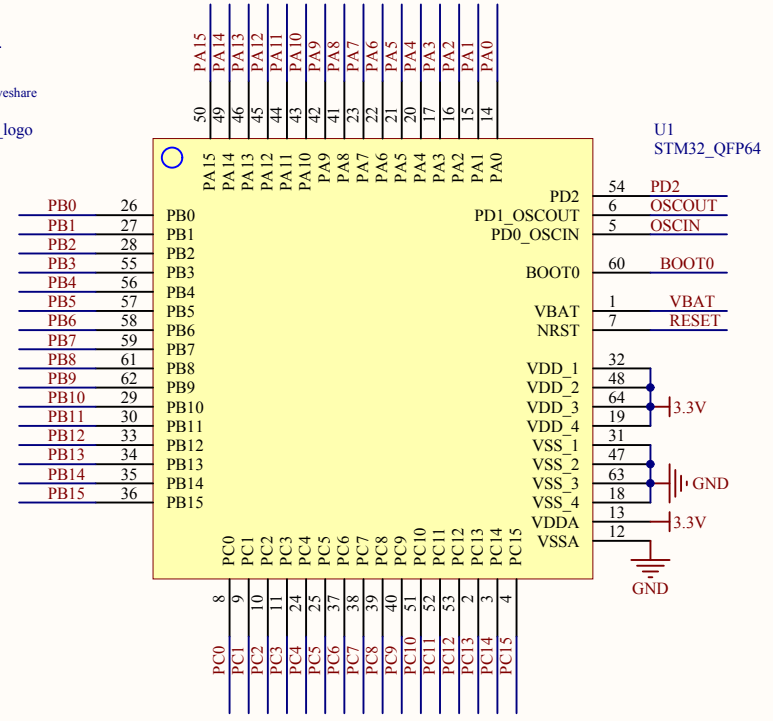 PA15 PA14 PA13 PA12 PA11 PA10 PA9 PA8 PA7 PA6 PA5 PA4 PA3 PA2 PA1 PA0
50 49 46 45 44 43 42 41 23 22 21 20 17 16 15 14
PA15 PA14 PA13 PA12 PA11 PA10 PA9 PA8 PA7 PA6 PA5 PA4 PA3 PA2 PA1 PA0
eshare
_logo
U1
STM32_QFP64
PB0 26 PB0
PB1 27 PB1
PB2 28 PB2
PB3 55 PB3
PB4 56 PB4
PB5 57 PB5
PB6 58 PB6
PB7 59 PB7
PB8 61 PB8
PB9 62 PB9
PB10 29 PB10
PB11 30 PB11
PB12 33 PB12
PB13 34 PB13
PB14 35 PB14
PB15 36 PB15
PD2 54 PD2
PD1_OSCOUT 6 OSCOUT
PD0_OSCIN 5 OSCIN
BOOT0 60 BOOT0
VBAT 1 VBAT
NRST 7 RESET
VDD_1 32
VDD_2 48
VDD_3 64 3.3V
VDD_4 19
VSS_1 31
VSS_2 47
VSS_3 63 GND
VSS_4 18
VDDA 13 3.3V
VSSA 12
GND
PC0 PC1 PC2 PC3 PC4 PC5 PC6 PC7 PC8 PC9 PC10 PC11 PC12 PC13 PC14 PC15
8 9 10 11 24 25 37 38 39 40 51 52 53 2 3 4
PC0 PC1 PC2 PC3 PC4 PC5 PC6 PC7 PC8 PC9 PC10 PC11 PC12 PC13 PC14 PC15